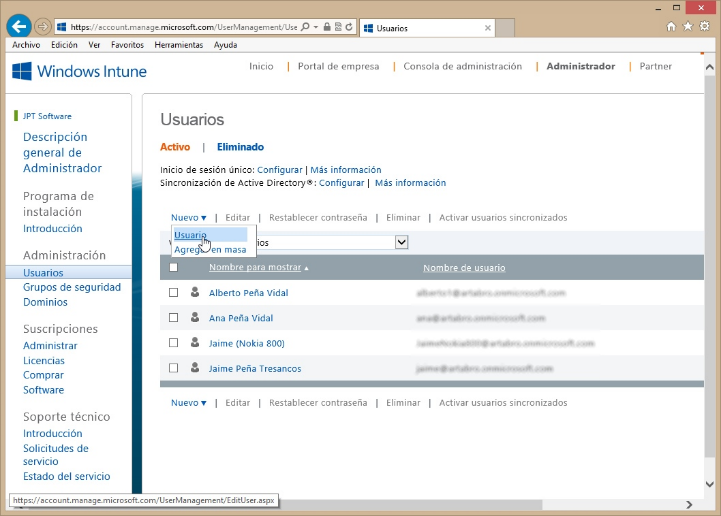 https://account.manage.microsoft.com/UserManagement/Use
Usuarios
Archivo Edición Ver Favoritos Herramientas Ayuda
Windows Intune
Inicio | Portal de empresa | Consola de administración | Administrador | Partner
JPT Software
Descripción
general de
Administrador
Programa de
instalación
Introducción
Administración
Usuarios
Grupos de seguridad
Dominios
Suscripciones
Administrar
Licencias
Comprar
Software
Soporte técnico
Introducción
Solicitudes de
servicio
Estado del servicio
Usuarios
Activo | Eliminado
Inicio de sesión único: Configurar | Más información
Sincronización de Active Directory®: Configurar | Más información
Nuevo | Editar | Restablecer contraseña | Eliminar | Activar usuarios sincronizados
Usuario
Agregar en masa
Nombre para mostrar Nombre de usuario
Alberto Peña Vidal
Ana Peña Vidal
Jaime (Nokia 800)
Jaime Peña Tresancos
Nuevo | Editar | Restablecer contraseña | Eliminar | Activar usuarios sincronizados
https://account.manage.microsoft.com/UserManagement/EditUser.aspx